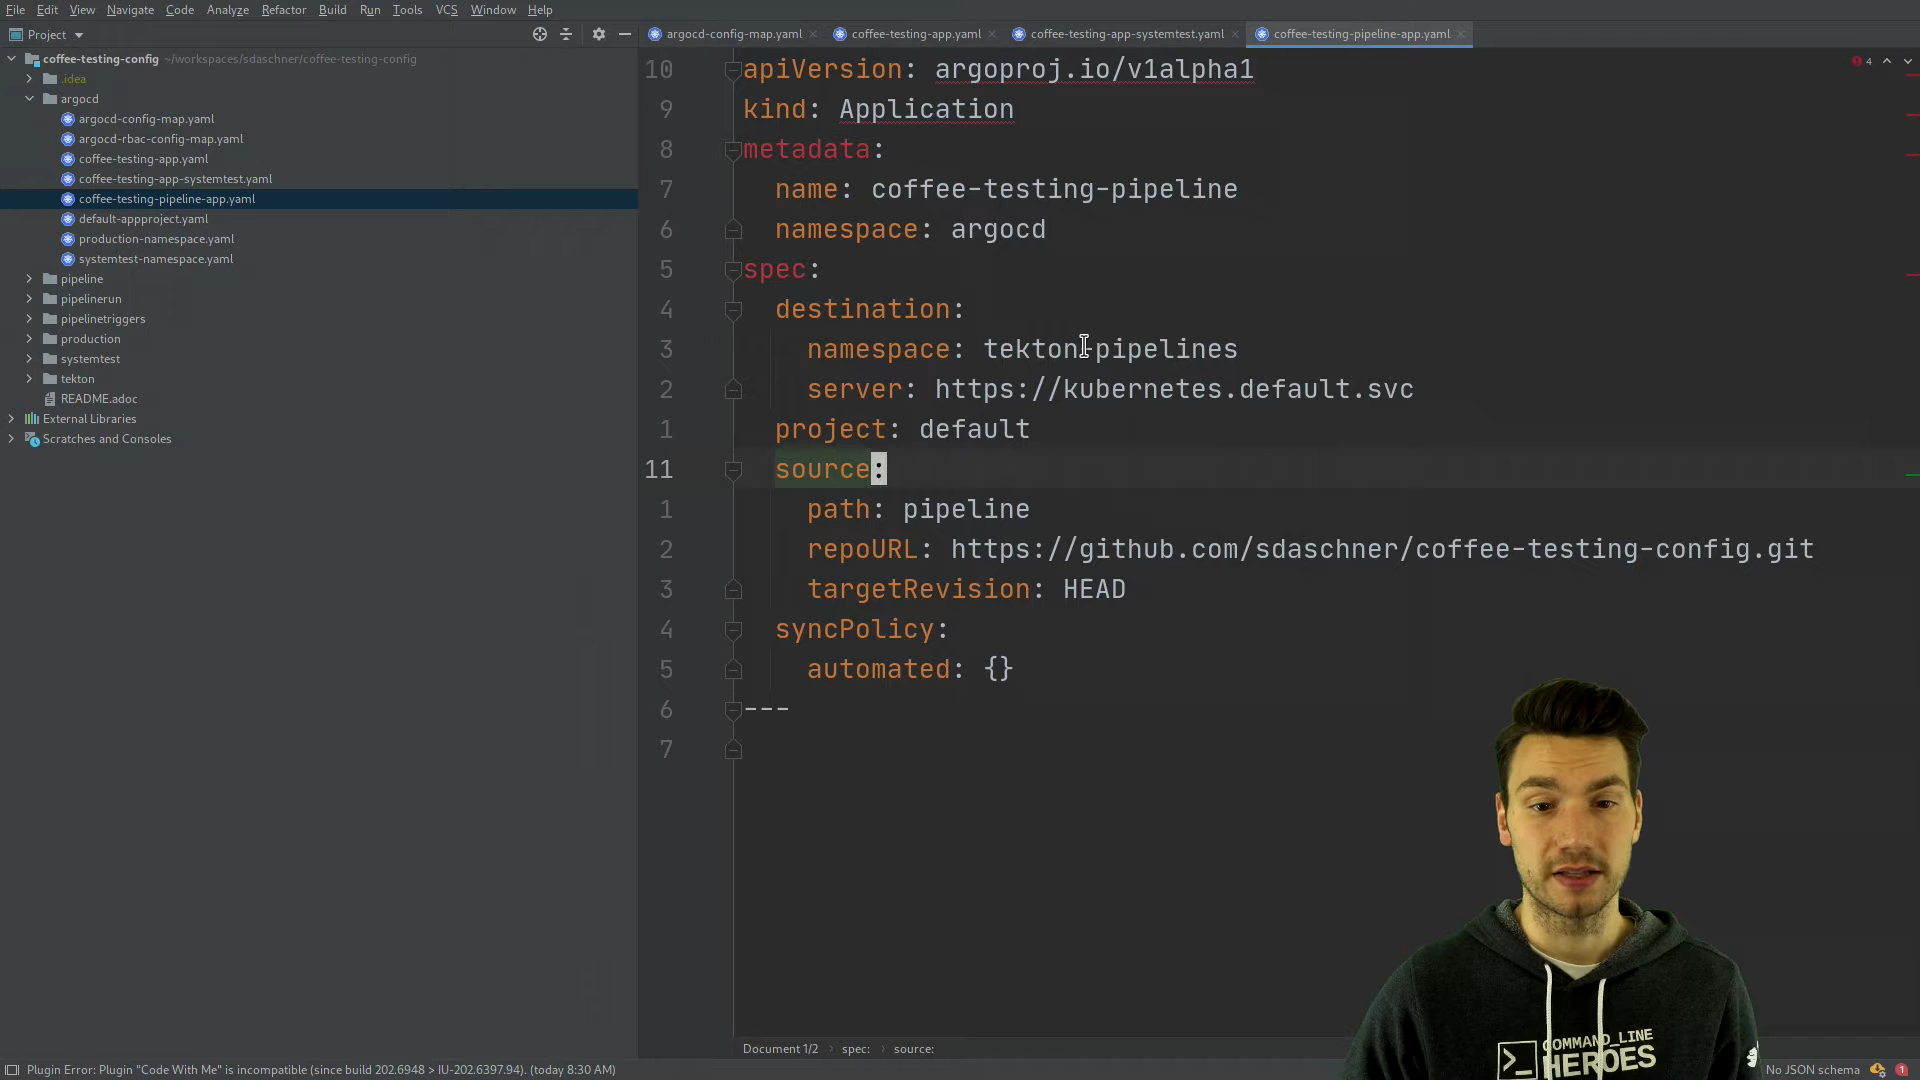 File Edit View Navigate Code Analyze Refactor Build Run Tools VCS Window Help
Project
argocd-config-map.yaml
coffee-testing-app.yaml
coffee-testing-app-systemtest.yaml
coffee-testing-pipeline-app.yaml
coffee-testing-config ~/workspaces/sdaschner/coffee-testing-config
.idea
argocd
argocd-config-map.yaml
argocd-rbac-config-map.yaml
coffee-testing-app.yaml
coffee-testing-app-systemtest.yaml
coffee-testing-pipeline-app.yaml
default-appproject.yaml
production-namespace.yaml
systemtest-namespace.yaml
pipeline
pipelinerun
pipelinetriggers
production
systemtest
tekton
README.adoc
External Libraries
Scratches and Consoles
10 apiVersion: argoproj.io/v1alpha1
9 kind: Application
8 metadata:
7 name: coffee-testing-pipeline
6 namespace: argocd
5 spec:
4 destination:
3 namespace: tekton-pipelines
2 server: https://kubernetes.default.svc
1 project: default
11 source:
1 path: pipeline
2 repoURL: https://github.com/sdaschner/coffee-testing-config.git
3 targetRevision: HEAD
4 syncPolicy:
5 automated: {}
6 ---
7
4
COMMAND_LINE
HEROES
Document 1/2 spec: source:
Plugin Error: Plugin "Code With Me" is incompatible (since build 202.6948 > IU-202.6397.94). (today 8:30 AM)
No JSON schema
1